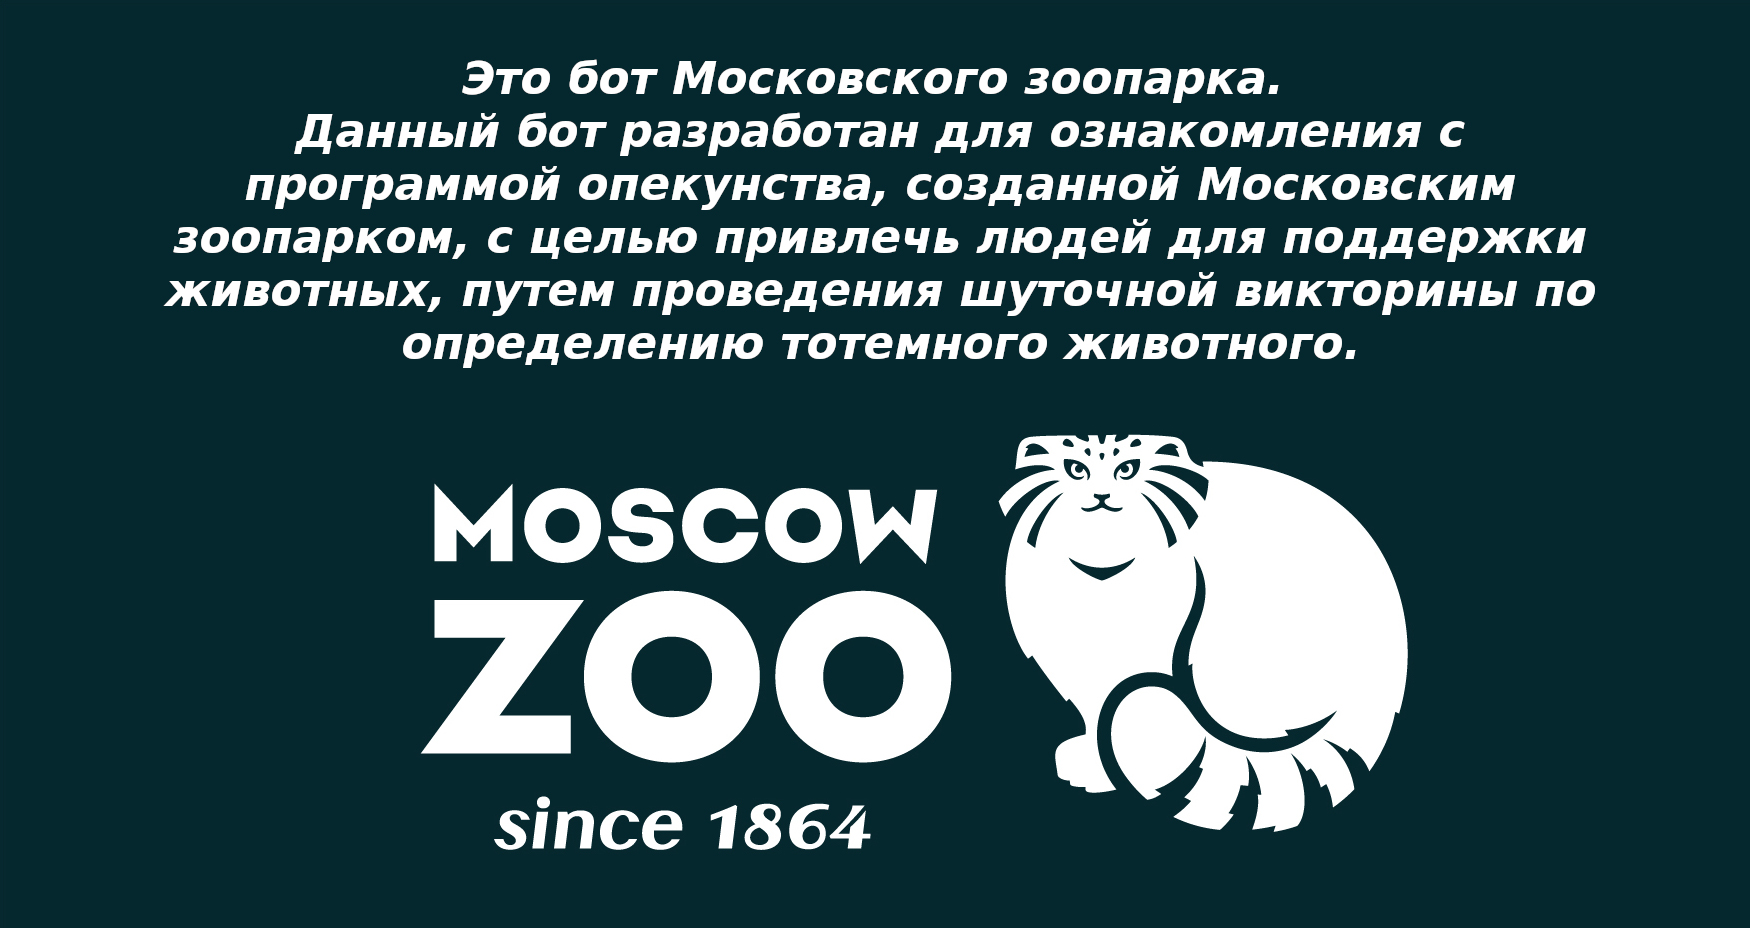 Это бот Московского зоопарка.
Данный бот разработан для ознакомления с
программой опекунства, созданной Московским
зоопарком, с целью привлечь людей для поддержки
животных, путем проведения шуточной викторины по
определению тотемного животного.
MOSCOW
ZOO
since 1864